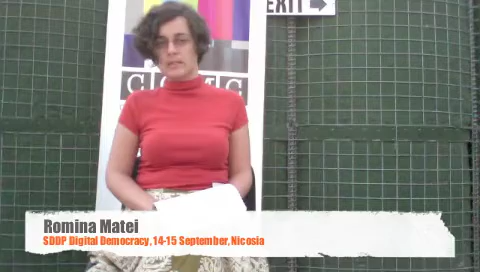 EXIT
C C M C
Romina Matei
SDDP Digital Democracy, 14-15 September, Nicosia